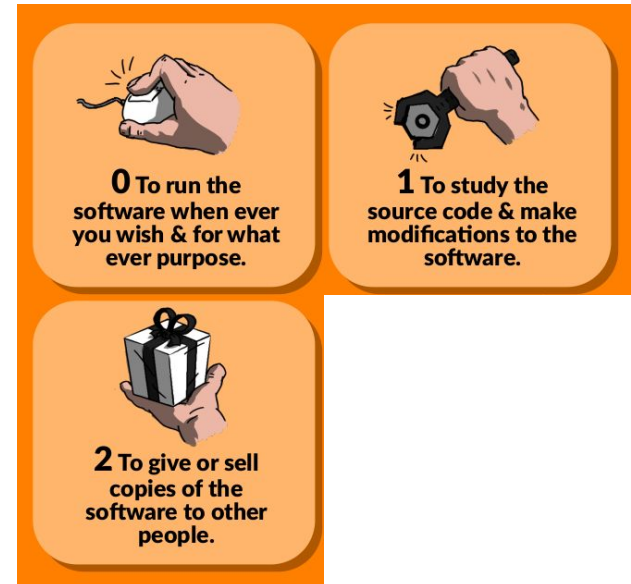 0 To run the
software when ever
you wish & for what
ever purpose.
1 To study the
source code & make
modifications to the
software.
2 To give or sell
copies of the
software to other
people.